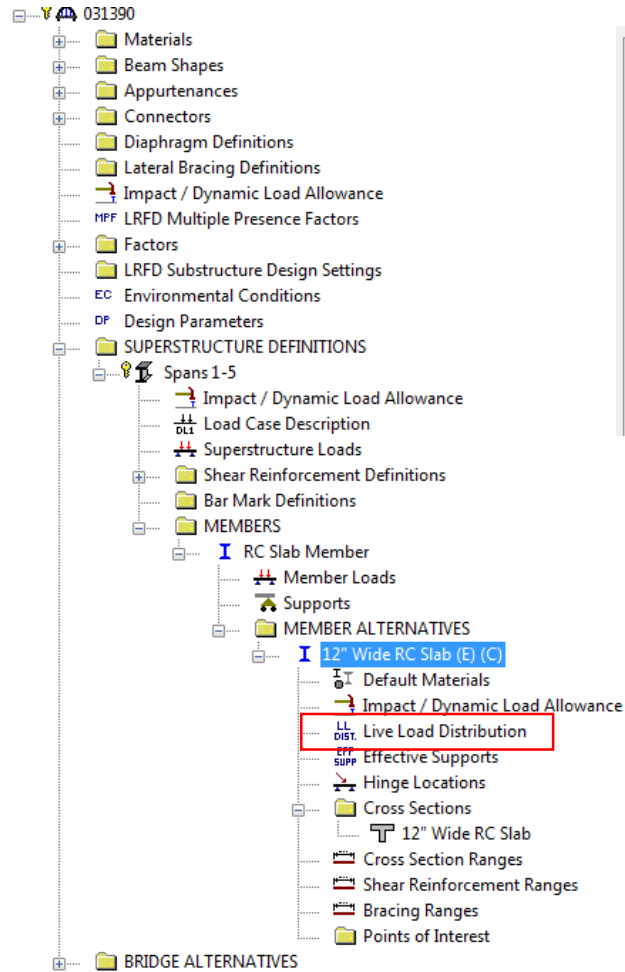 031390
Materials
Beam Shapes
Appurtenances
Connectors
Diaphragm Definitions
Lateral Bracing Definitions
Impact / Dynamic Load Allowance
MPF LRFD Multiple Presence Factors
Factors
LRFD Substructure Design Settings
EC Environmental Conditions
DP Design Parameters
SUPERSTRUCTURE DEFINITIONS
Spans 1-5
Impact / Dynamic Load Allowance
DL1 Load Case Description
Superstructure Loads
Shear Reinforcement Definitions
Bar Mark Definitions
MEMBERS
RC Slab Member
Member Loads
Supports
MEMBER ALTERNATIVES
12" Wide RC Slab (E) (C)
Default Materials
Impact / Dynamic Load Allowance
LL DIST. Live Load Distribution
EFF SUPP Effective Supports
Hinge Locations
Cross Sections
12" Wide RC Slab
Cross Section Ranges
Shear Reinforcement Ranges
Bracing Ranges
Points of Interest
BRIDGE ALTERNATIVES